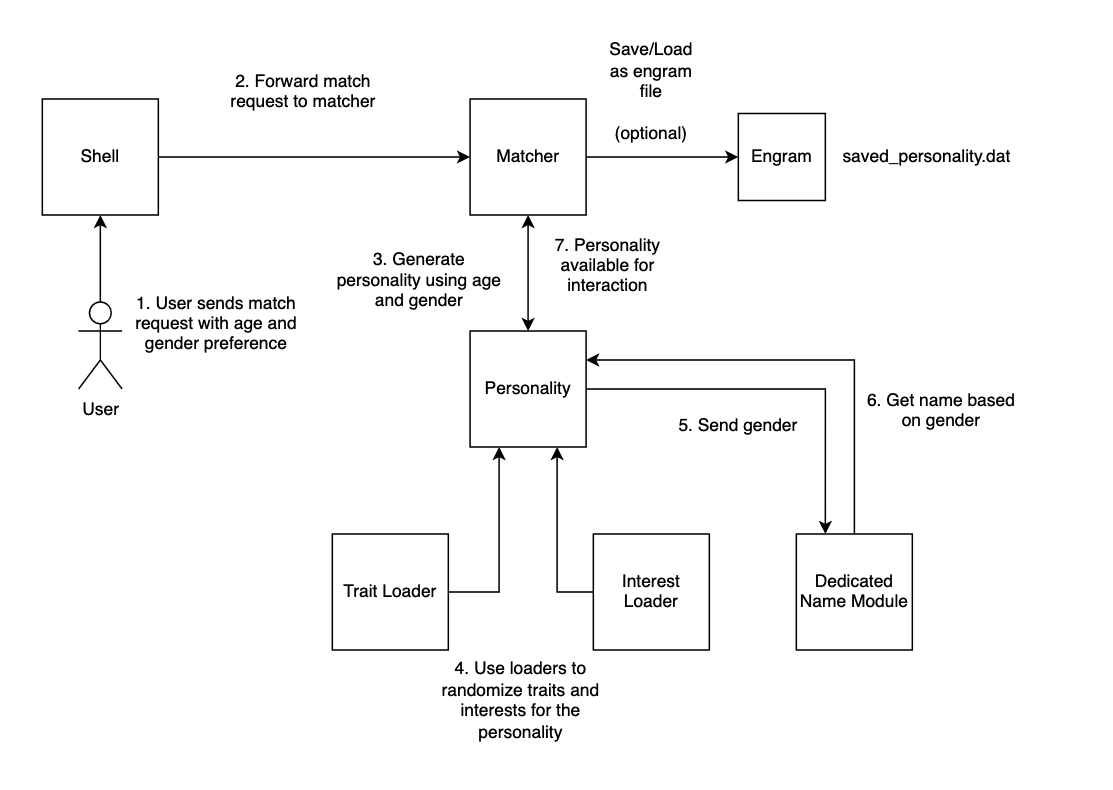 Save/Load
as engram
file
(optional)
2. Forward match
request to matcher
Shell
Matcher
Engram
saved_personality.dat
3. Generate
personality using age
and gender
7. Personality
available for
interaction
1. User sends match
request with age and
gender preference
User
Personality
5. Send gender
6. Get name based
on gender
Trait Loader
Interest
Loader
Dedicated
Name Module
4. Use loaders to
randomize traits and
interests for the
personality